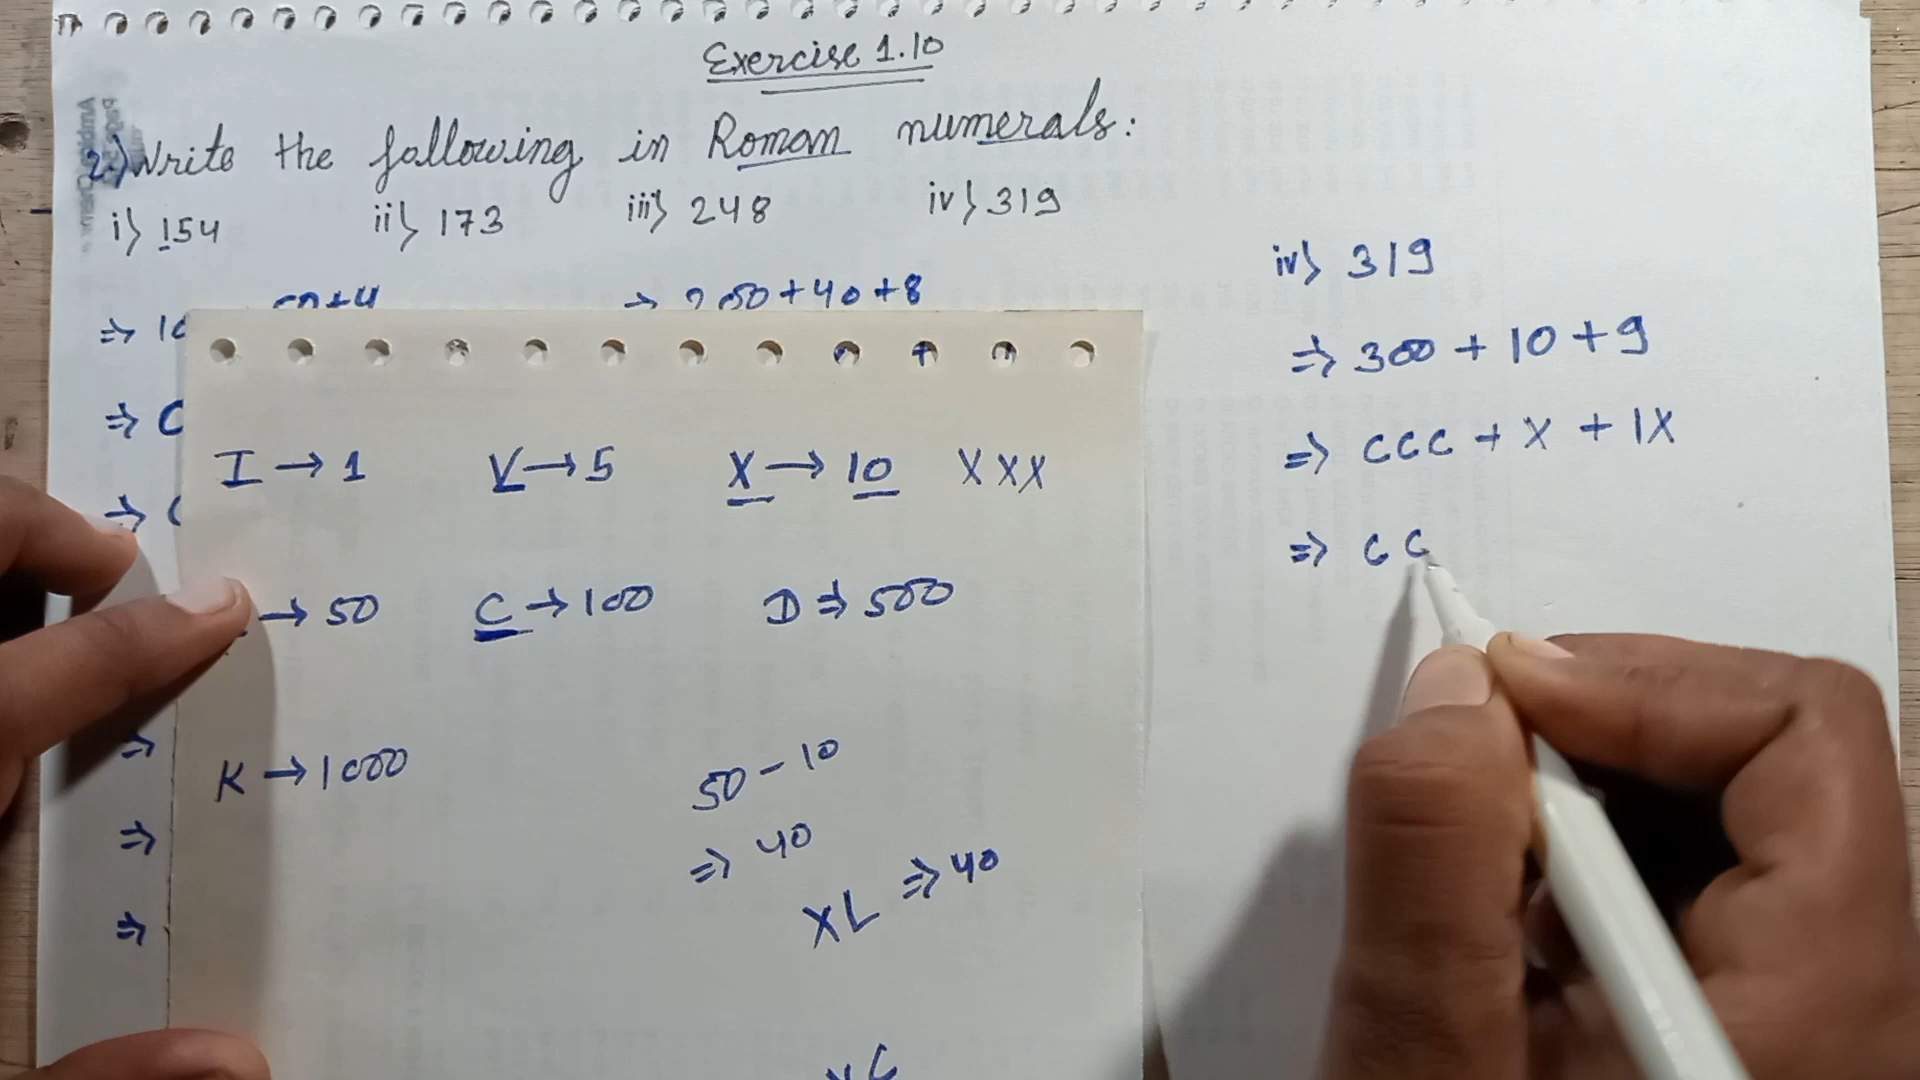 Exercise 1.10
2.) Write the following in Roman numerals:
i) 154 ii) 173 iii) 248 iv) 319
=> 200+40+8
=> C
I → 1 V → 5 X → 10 XXX
→ 50 C → 100 D => 500
K → 1000
50 - 10
=> 40
XL => 40
iv) 319
=> 300 + 10 + 9
=> CCC + X + IX
=> CC